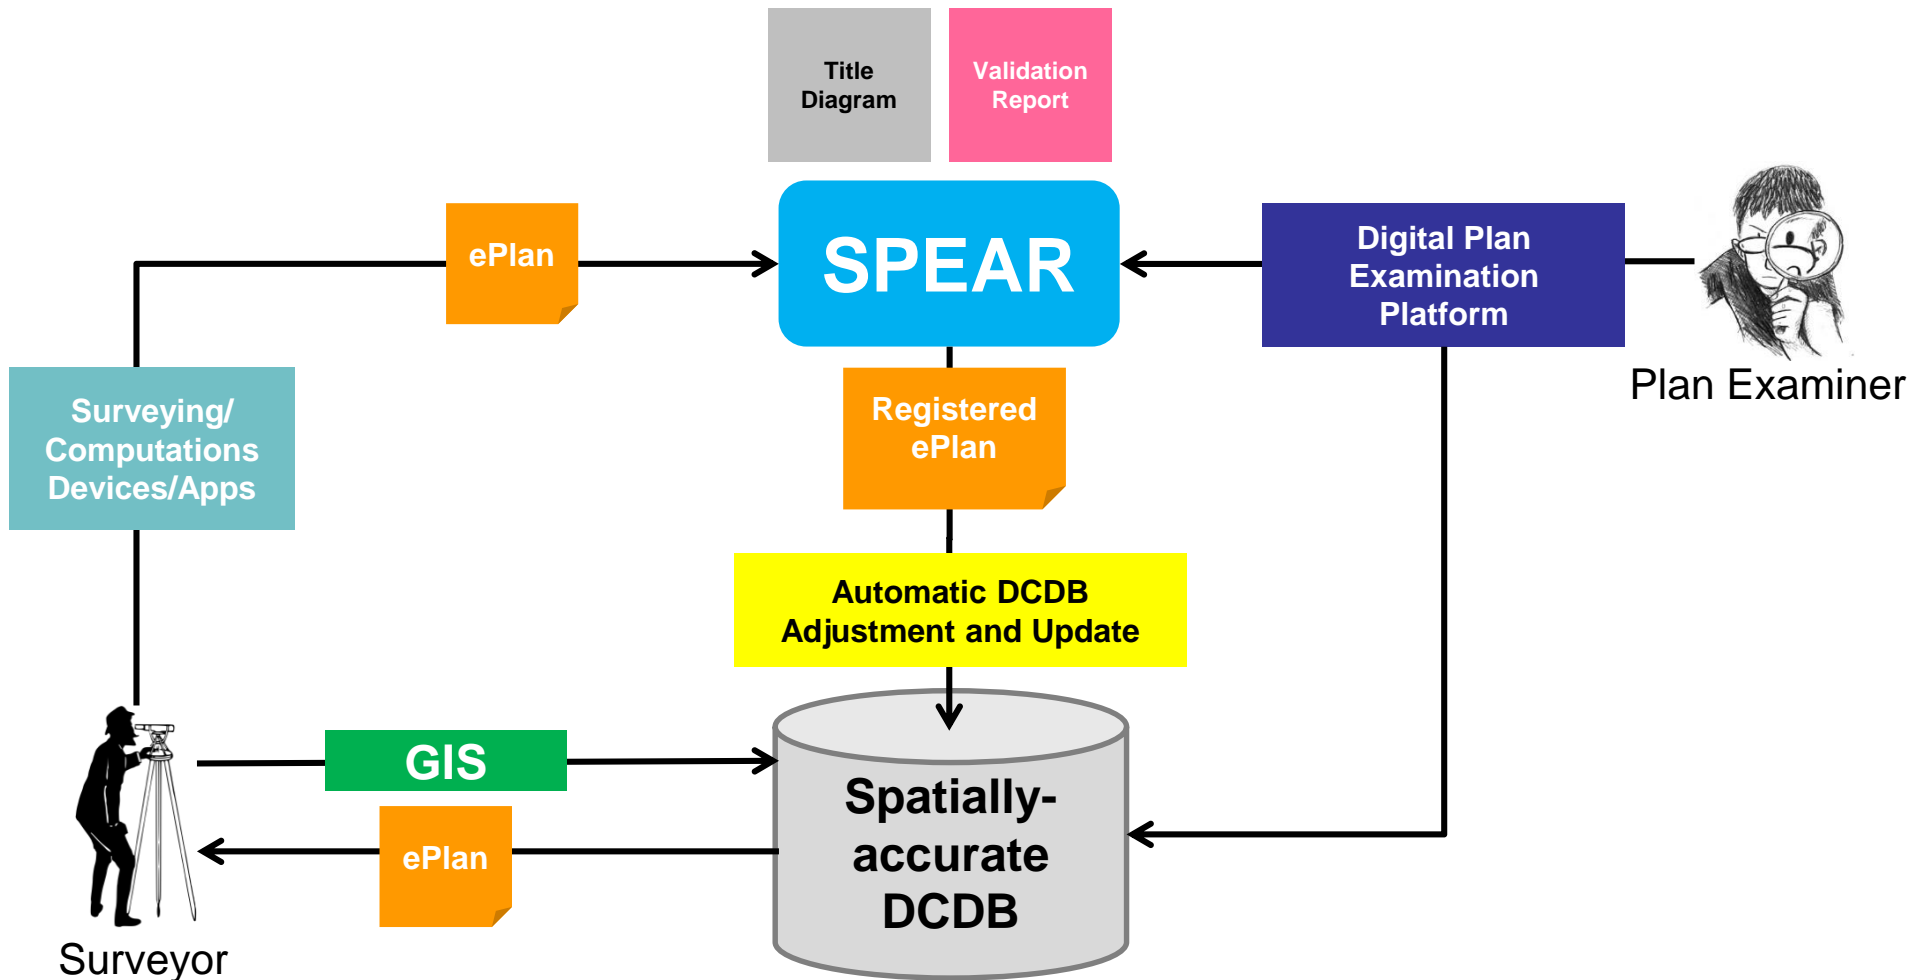 Title
Diagram
Validation
Report
ePlan
SPEAR
Digital Plan
Examination
Platform
Plan Examiner
Surveying/
Computations
Devices/Apps
Registered
ePlan
Automatic DCDB
Adjustment and Update
GIS
Spatially-
accurate
DCDB
ePlan
Surveyor